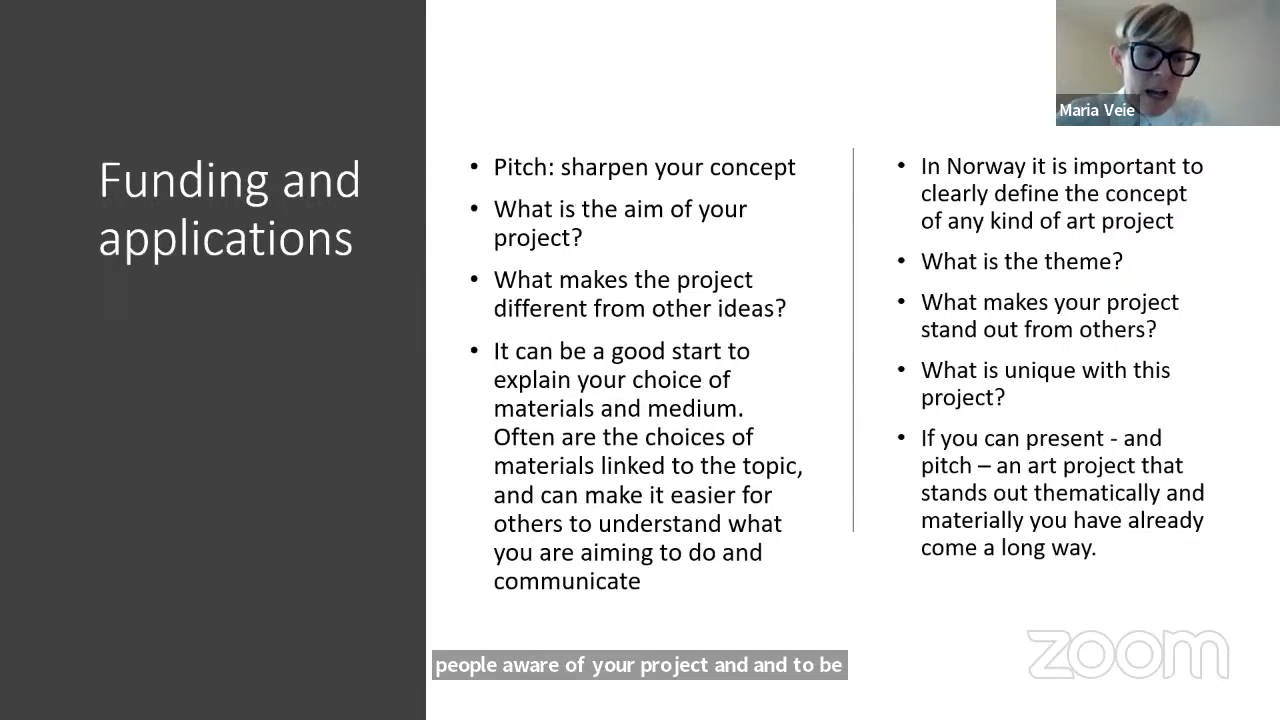 Maria Veie
Funding and
applications
• Pitch: sharpen your concept
• What is the aim of your
project?
• What makes the project
different from other ideas?
• It can be a good start to
explain your choice of
materials and medium.
Often are the choices of
materials linked to the topic,
and can make it easier for
others to understand what
you are aiming to do and
communicate
• In Norway it is important to
clearly define the concept
of any kind of art project
• What is the theme?
• What makes your project
stand out from others?
• What is unique with this
project?
• If you can present - and
pitch – an art project that
stands out thematically and
materially you have already
come a long way.
people aware of your project and and to be
zoom